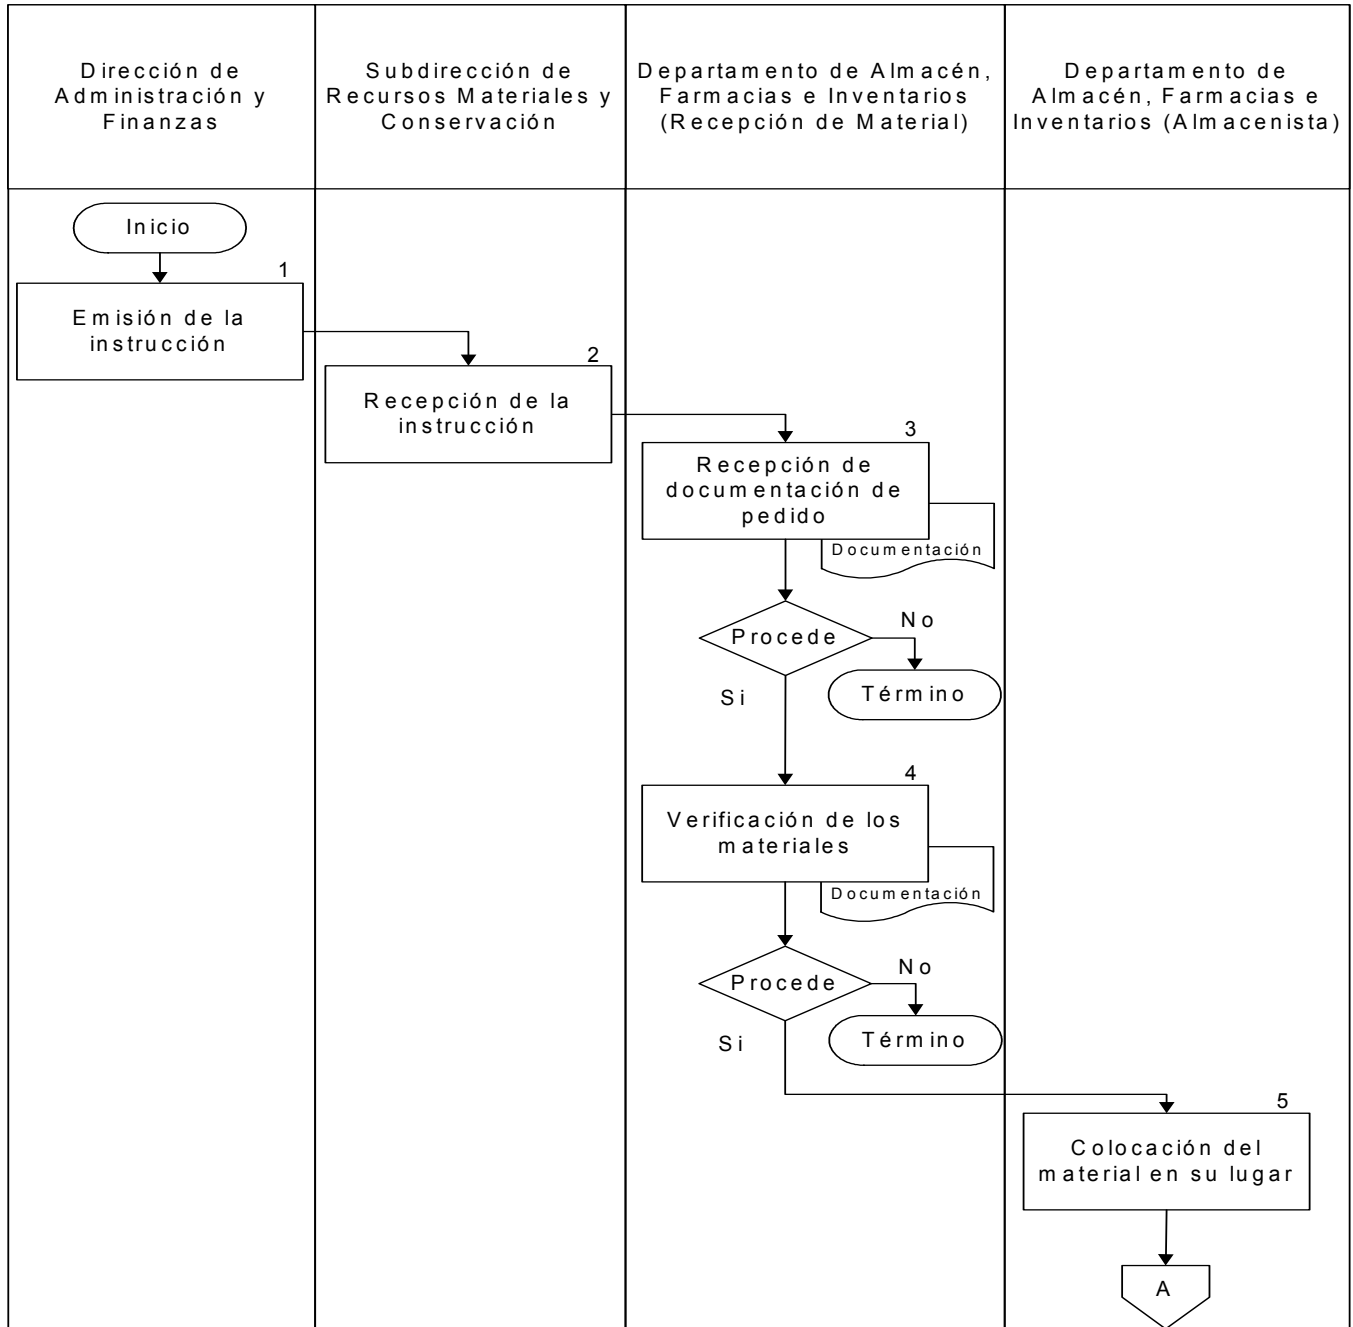 Dirección de
Administración y
Finanzas
Subdirección de
Recursos Materiales y
Conservación
Departamento de Almacén,
Farmacias e Inventarios
(Recepción de Material)
Departamento de
Almacén, Farmacias e
Inventarios (Almacenista)
Inicio
1
Emisión de la
instrucción
2
Recepción de la
instrucción
3
Recepción de
documentación de
pedido
Documentación
Procede
No
Si
Término
4
Verificación de los
materiales
Documentación
Procede
No
Si
Término
5
Colocación del
material en su lugar
A